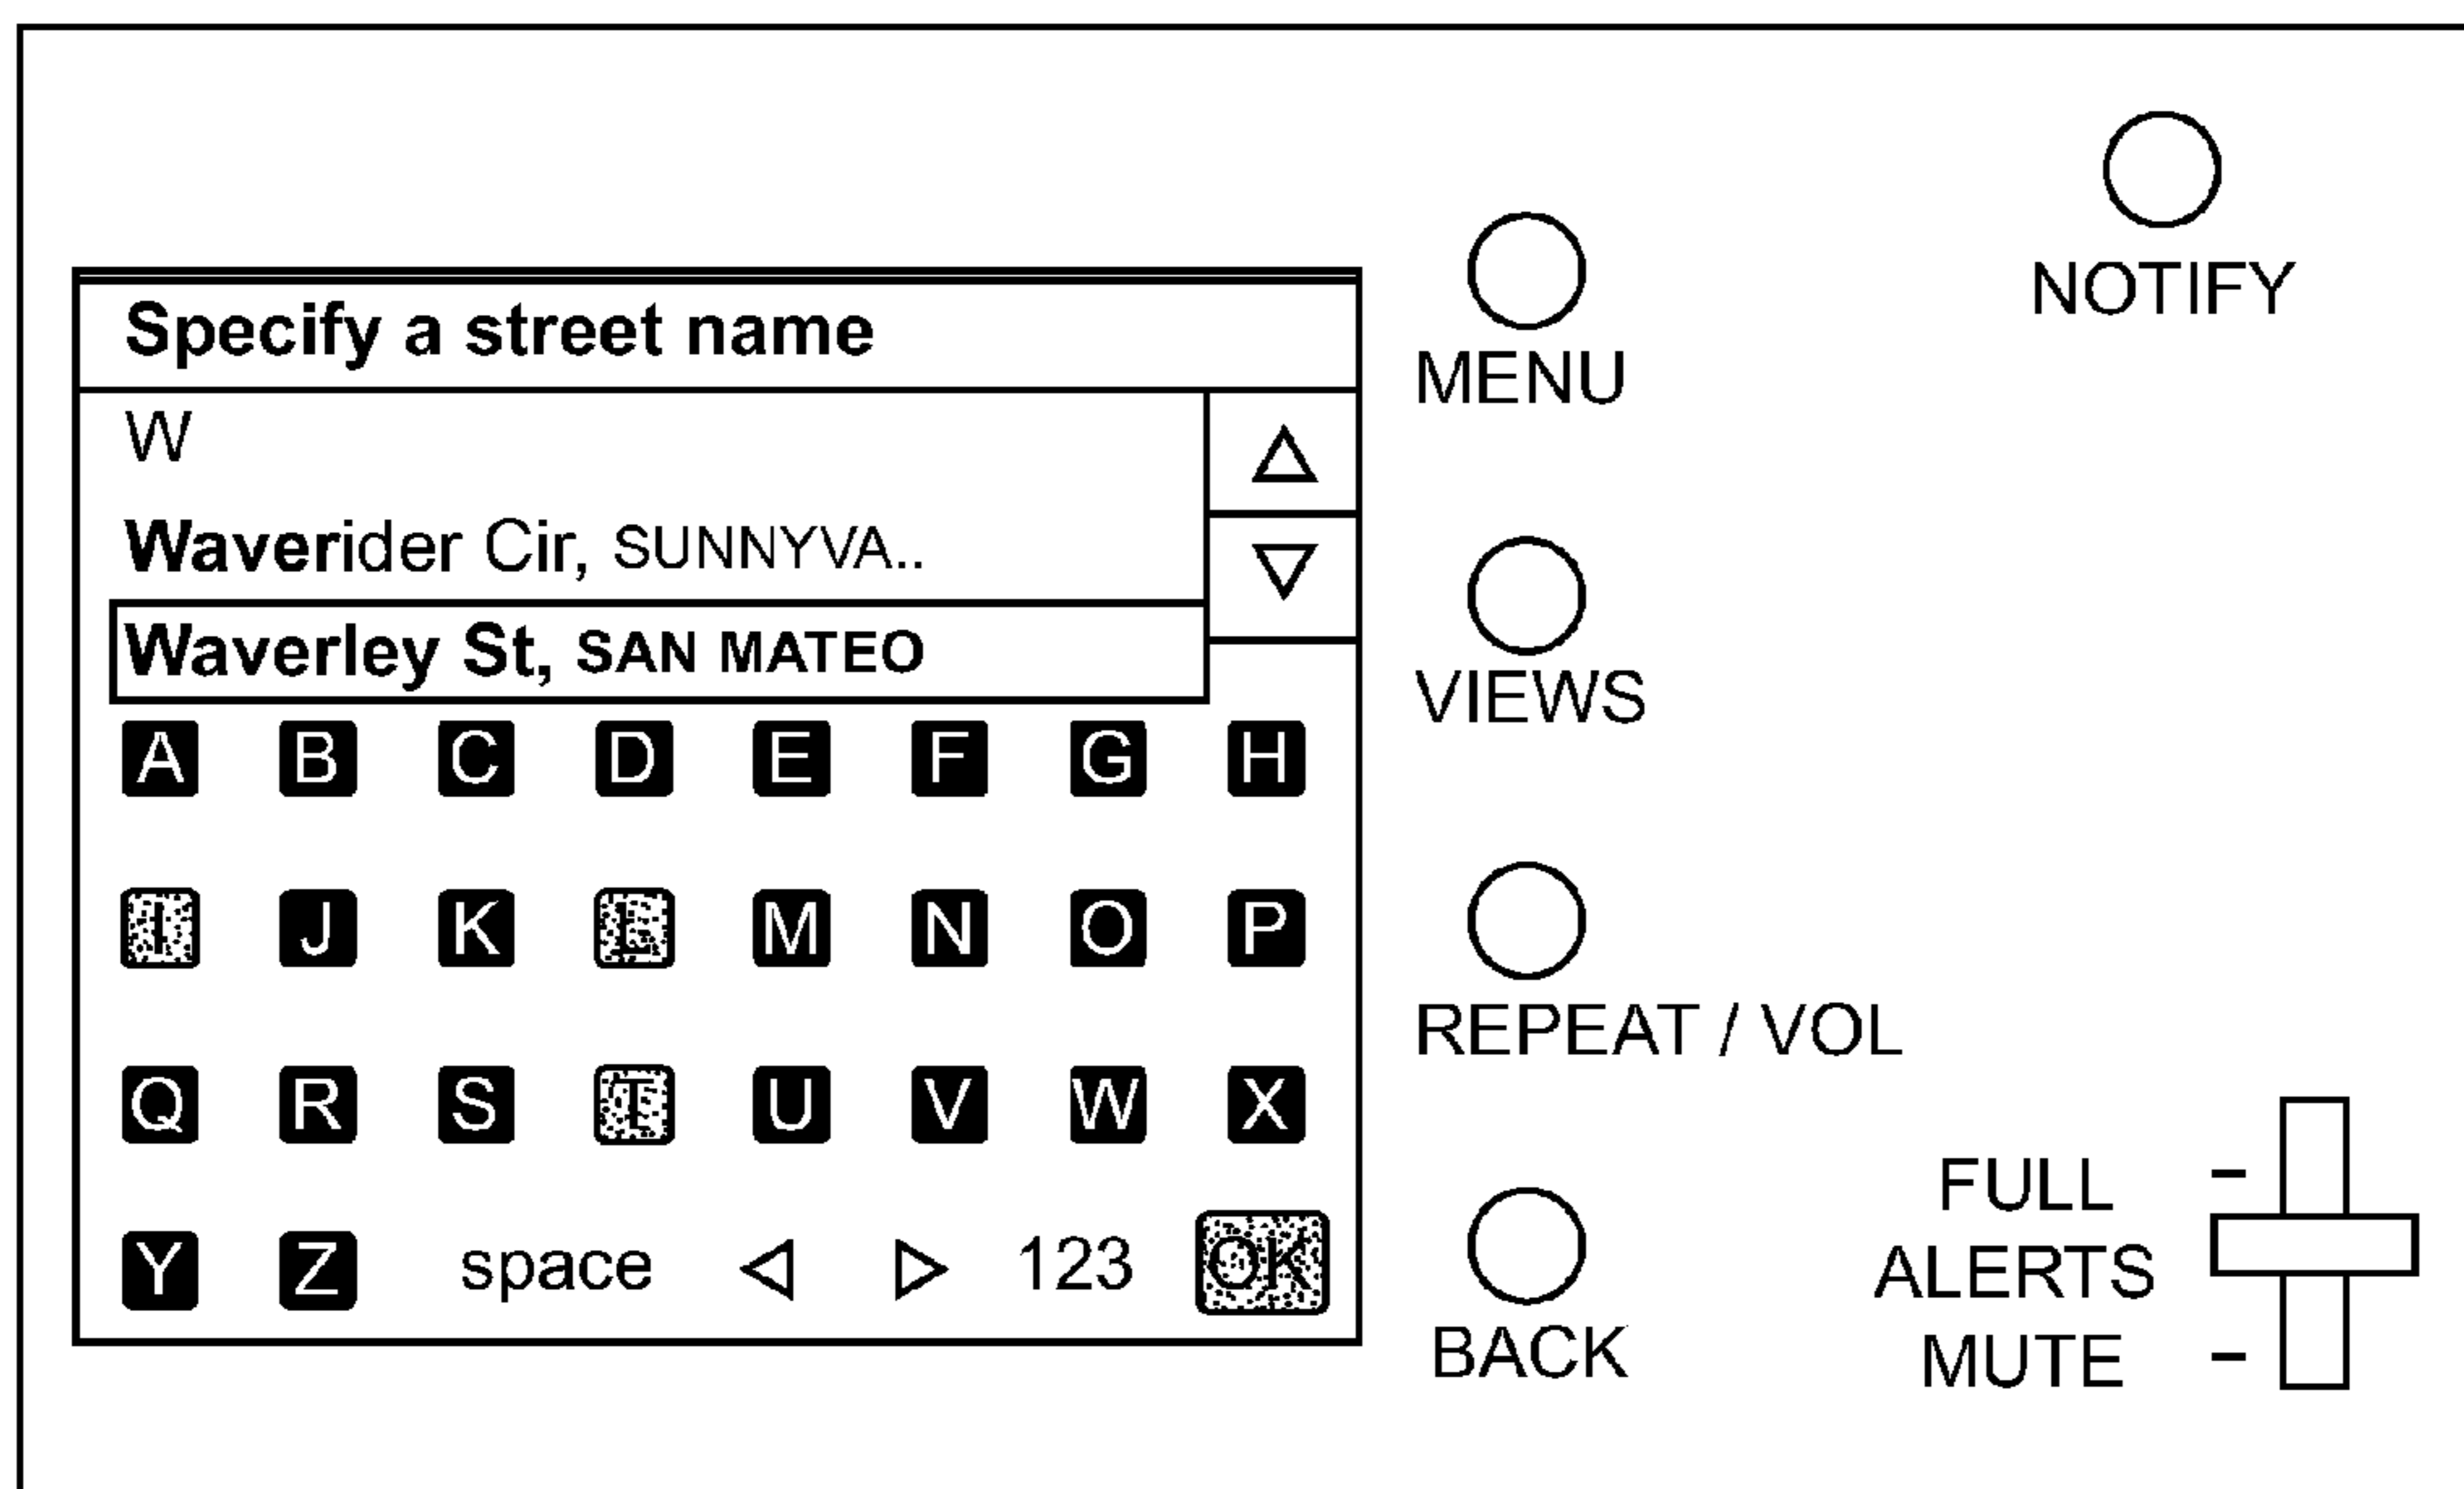 Specify a street name
W
Waverider Cir, SUNNYVA..
Waverley St, SAN MATEO
A B C D E F G H
I J K L M N O P
Q R S T U V W X
Y Z space 123 OK
MENU
VIEWS
REPEAT / VOL
BACK
NOTIFY
FULL
ALERTS
MUTE